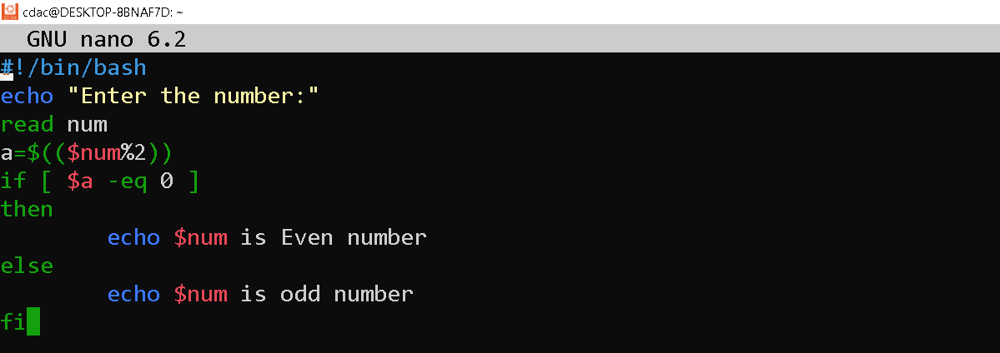 cdac@DESKTOP-8BNAF7D: ~
GNU nano 6.2
#!/bin/bash
echo "Enter the number:"
read num
a=$(($num%2))
if [ $a -eq 0 ]
then
        echo $num is Even number
else
        echo $num is odd number
fi